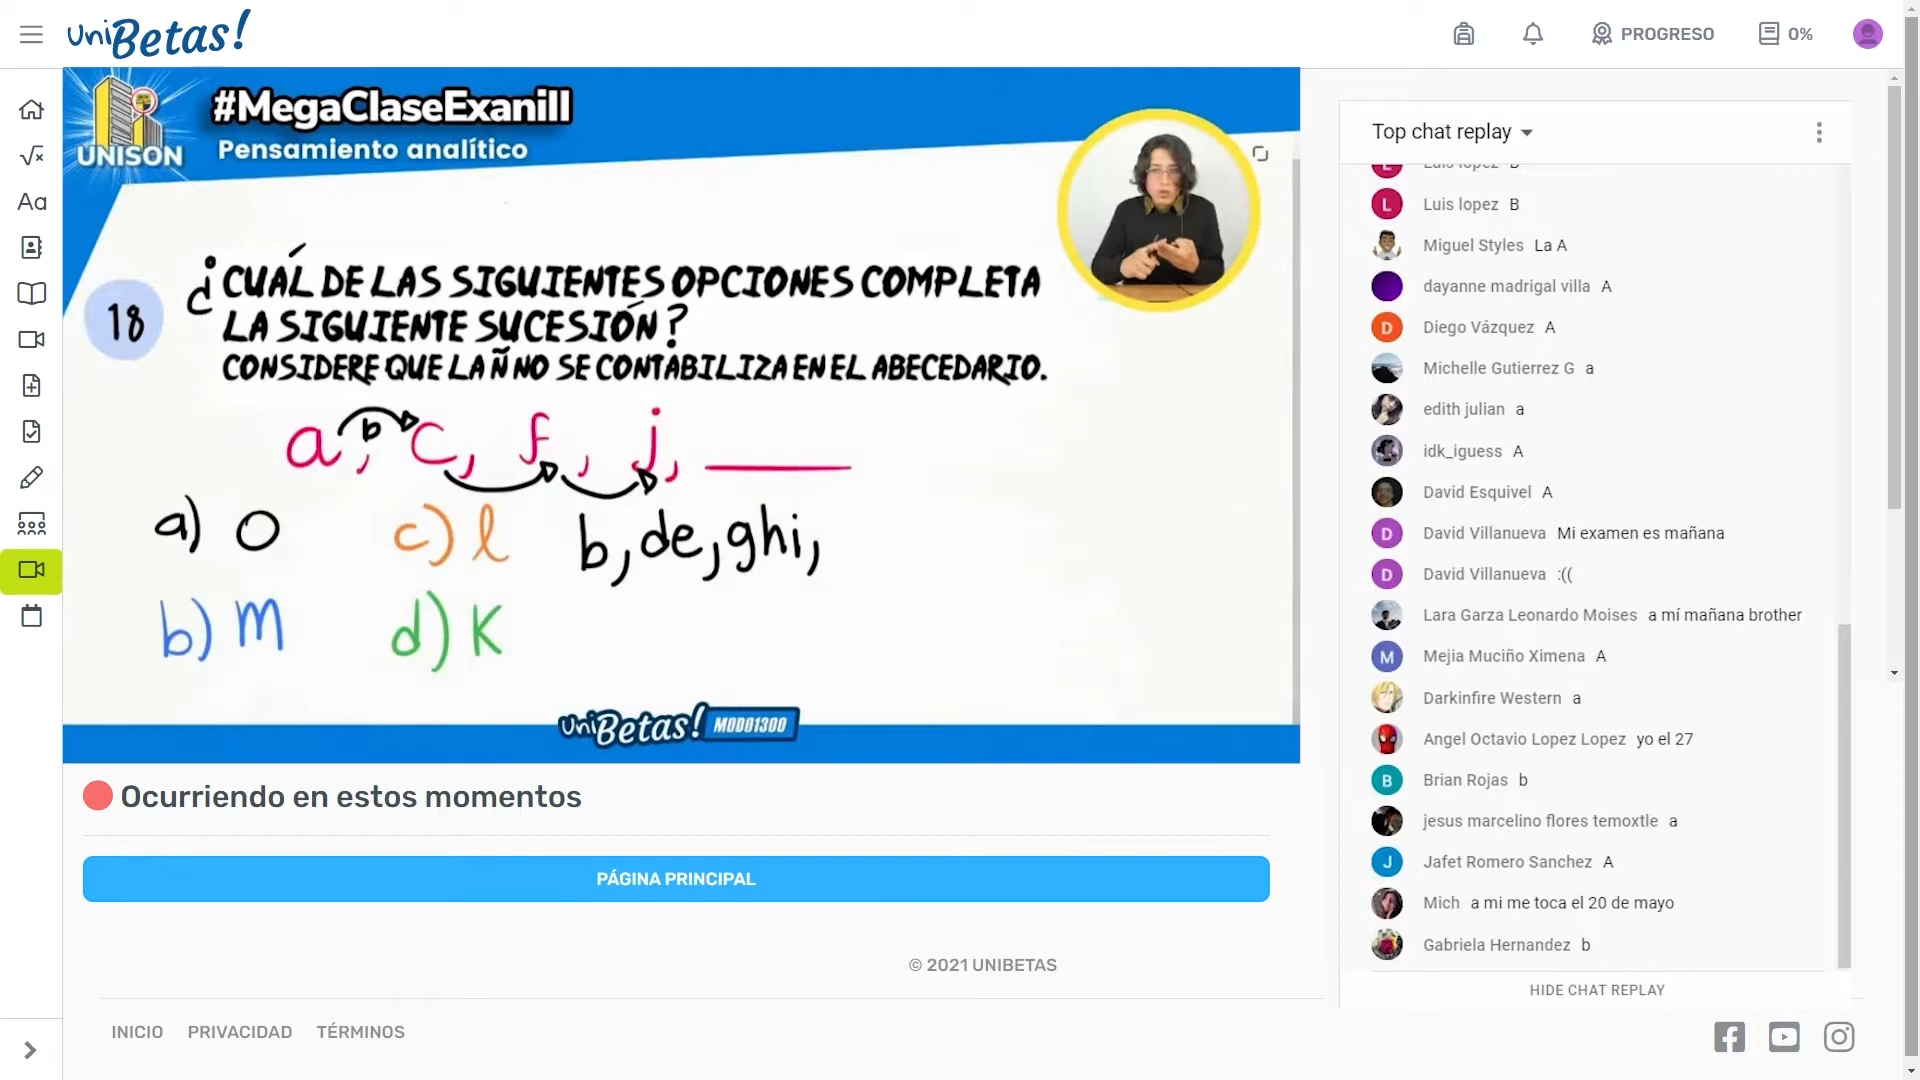 UniBetas!
PROGRESO
0%
UNISON
#MegaClaseExaniII
Pensamiento analítico
18
¿CUÁL DE LAS SIGUIENTES OPCIONES COMPLETA
LA SIGUIENTE SUCESIÓN?
CONSIDERE QUE LA Ñ NO SE CONTABILIZA EN EL ABECEDARIO.
a, b c, f, j, ____
a) o
c) l
b, de, ghi,
b) m
d) k
UniBetas! MODO1300
Ocurriendo en estos momentos
PÁGINA PRINCIPAL
© 2021 UNIBETAS
INICIO PRIVACIDAD TÉRMINOS
Aa
Top chat replay
Luis lopez B
L Luis lopez B
Miguel Styles La A
dayanne madrigal villa A
D Diego Vázquez A
Michelle Gutierrez G a
edith julian a
idk_iguess A
David Esquivel A
D David Villanueva Mi examen es mañana
D David Villanueva :((
Lara Garza Leonardo Moises a mí mañana brother
M Mejia Muciño Ximena A
Darkinfire Western a
Angel Octavio Lopez Lopez yo el 27
B Brian Rojas b
jesus marcelino flores temoxtle a
J Jafet Romero Sanchez A
Mich a mi me toca el 20 de mayo
Gabriela Hernandez b
HIDE CHAT REPLAY